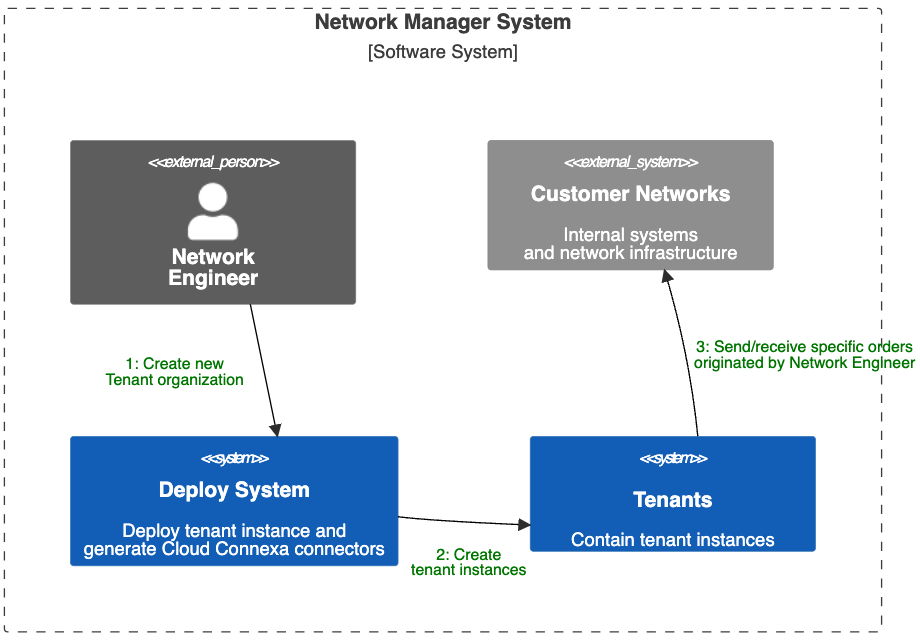 Network Manager System
[Software System]
<<external_person>>
Network
Engineer
<<external_system>>
Customer Networks
Internal systems
and network infrastructure
1: Create new
Tenant organization
3: Send/receive specific orders
originated by Network Engineer
<<system>>
Deploy System
Deploy tenant instance and
generate Cloud Connexa connectors
2: Create
tenant instances
<<system>>
Tenants
Contain tenant instances